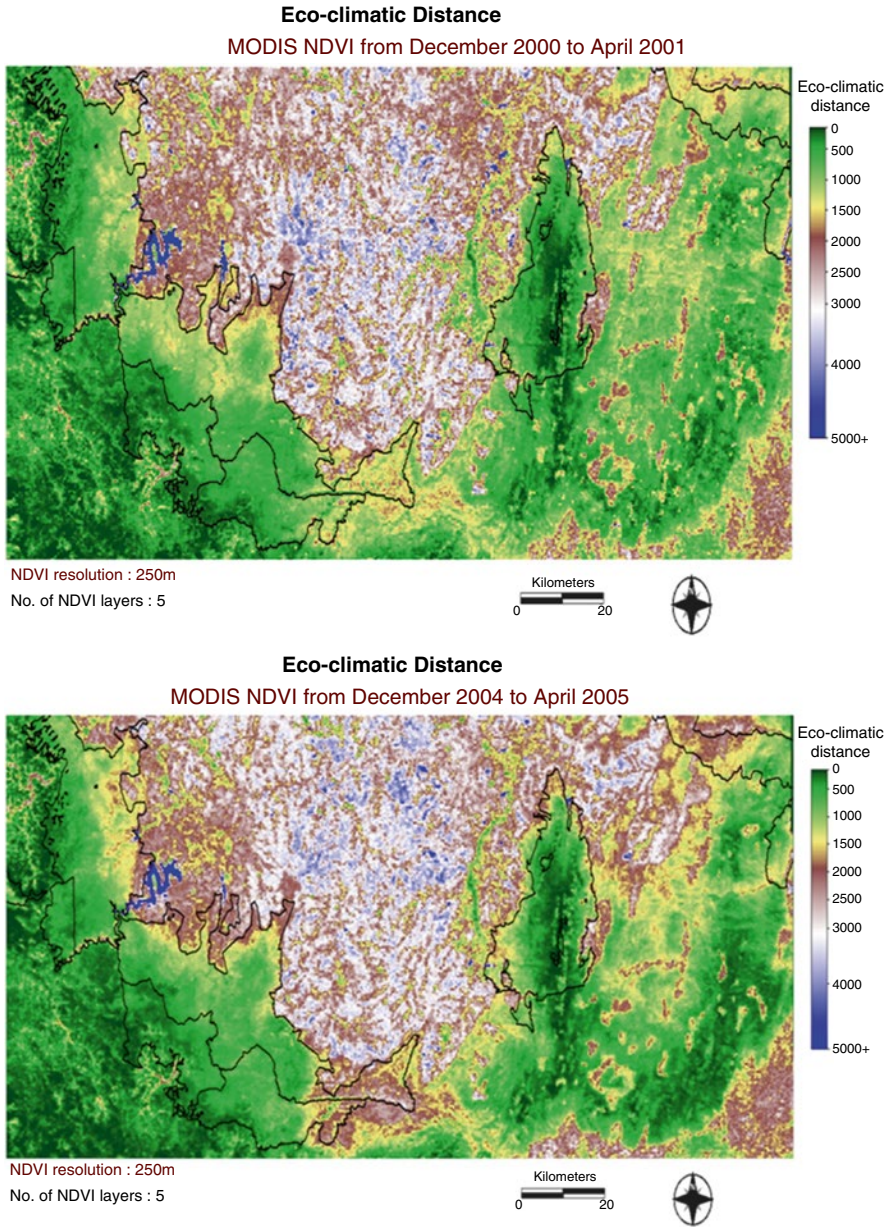 Eco-climatic Distance
MODIS NDVI from December 2000 to April 2001
Eco-climatic
distance
0
500
1000
1500
2000
2500
3000
4000
5000+
NDVI resolution : 250m
No. of NDVI layers : 5
Kilometers
0 20
Eco-climatic Distance
MODIS NDVI from December 2004 to April 2005
Eco-climatic
distance
0
500
1000
1500
2000
2500
3000
4000
5000+
NDVI resolution : 250m
No. of NDVI layers : 5
Kilometers
0 20